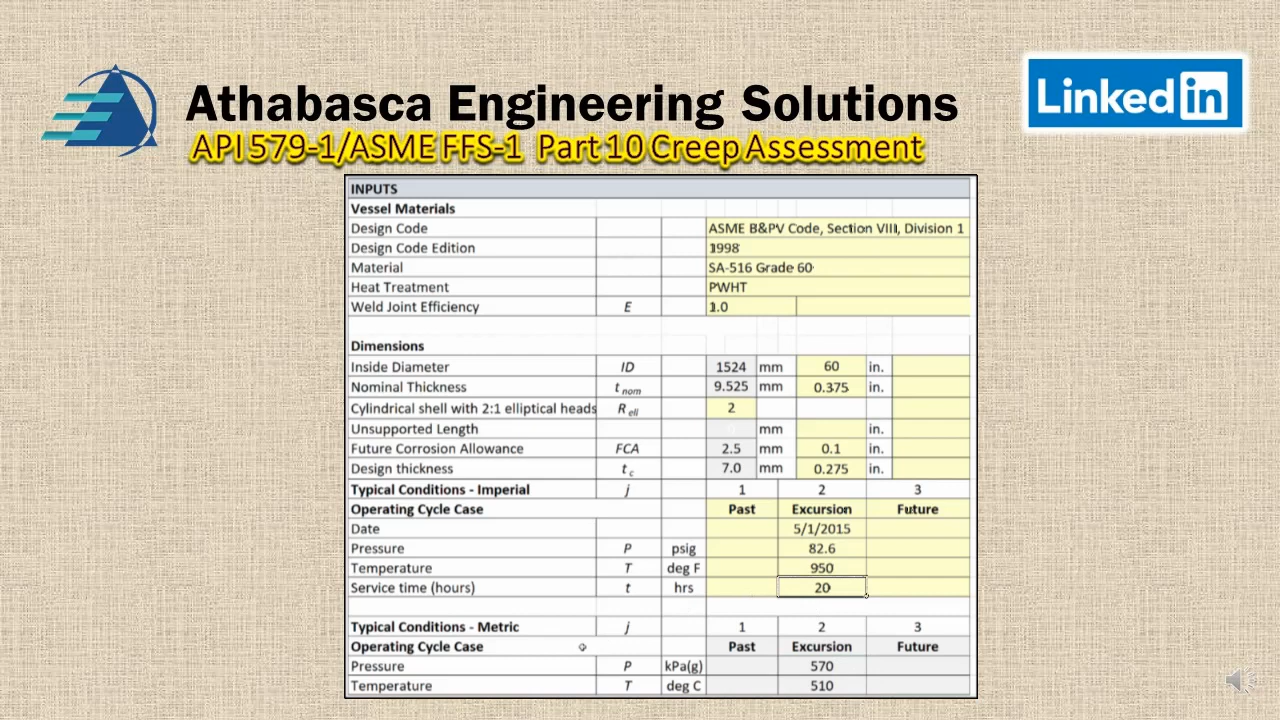 Athabasca Engineering Solutions
LinkedIn
API 579-1/ASME FFS-1 Part 10 Creep Assessment
INPUTS
Vessel Materials
Design Code ASME B&PV Code, Section VIII, Division 1
Design Code Edition 1998
Material SA-516 Grade 60
Heat Treatment PWHT
Weld Joint Efficiency E 1.0
Dimensions
Inside Diameter ID 1524 mm 60 in.
Nominal Thickness t nom 9.525 mm 0.375 in.
Cylindrical shell with 2:1 elliptical heads R ell 2
Unsupported Length mm in.
Future Corrosion Allowance FCA 2.5 mm 0.1 in.
Design thickness t c 7.0 mm 0.275 in.
Typical Conditions - Imperial j 1 2 3
Operating Cycle Case Past Excursion Future
Date 5/1/2015
Pressure P psig 82.6
Temperature T deg F 950
Service time (hours) t hrs 20
Typical Conditions - Metric j 1 2 3
Operating Cycle Case Past Excursion Future
Pressure P kPa(g) 570
Temperature T deg C 510